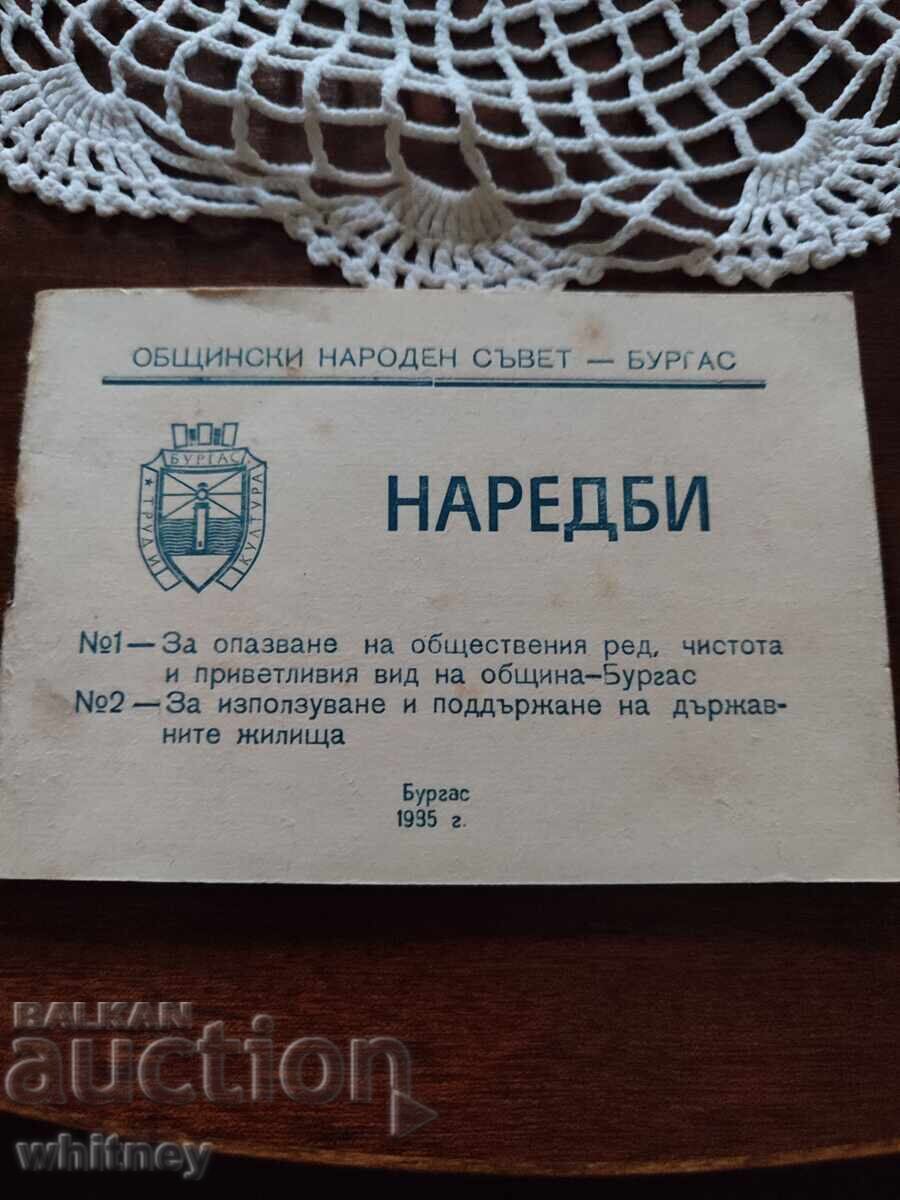 ОБЩИНСКИ НАРОДЕН СЪВЕТ — БУРГАС
БУРГАС
ТРУД И
КУЛТУРА
НАРЕДБИ
№1 — За опазване на обществения ред, чистота
и приветливия вид на община–Бургас
№2 — За използуване и поддържане на държав-
ните жилища
Бургас
1985 г.
BALKAN
auction
whitney